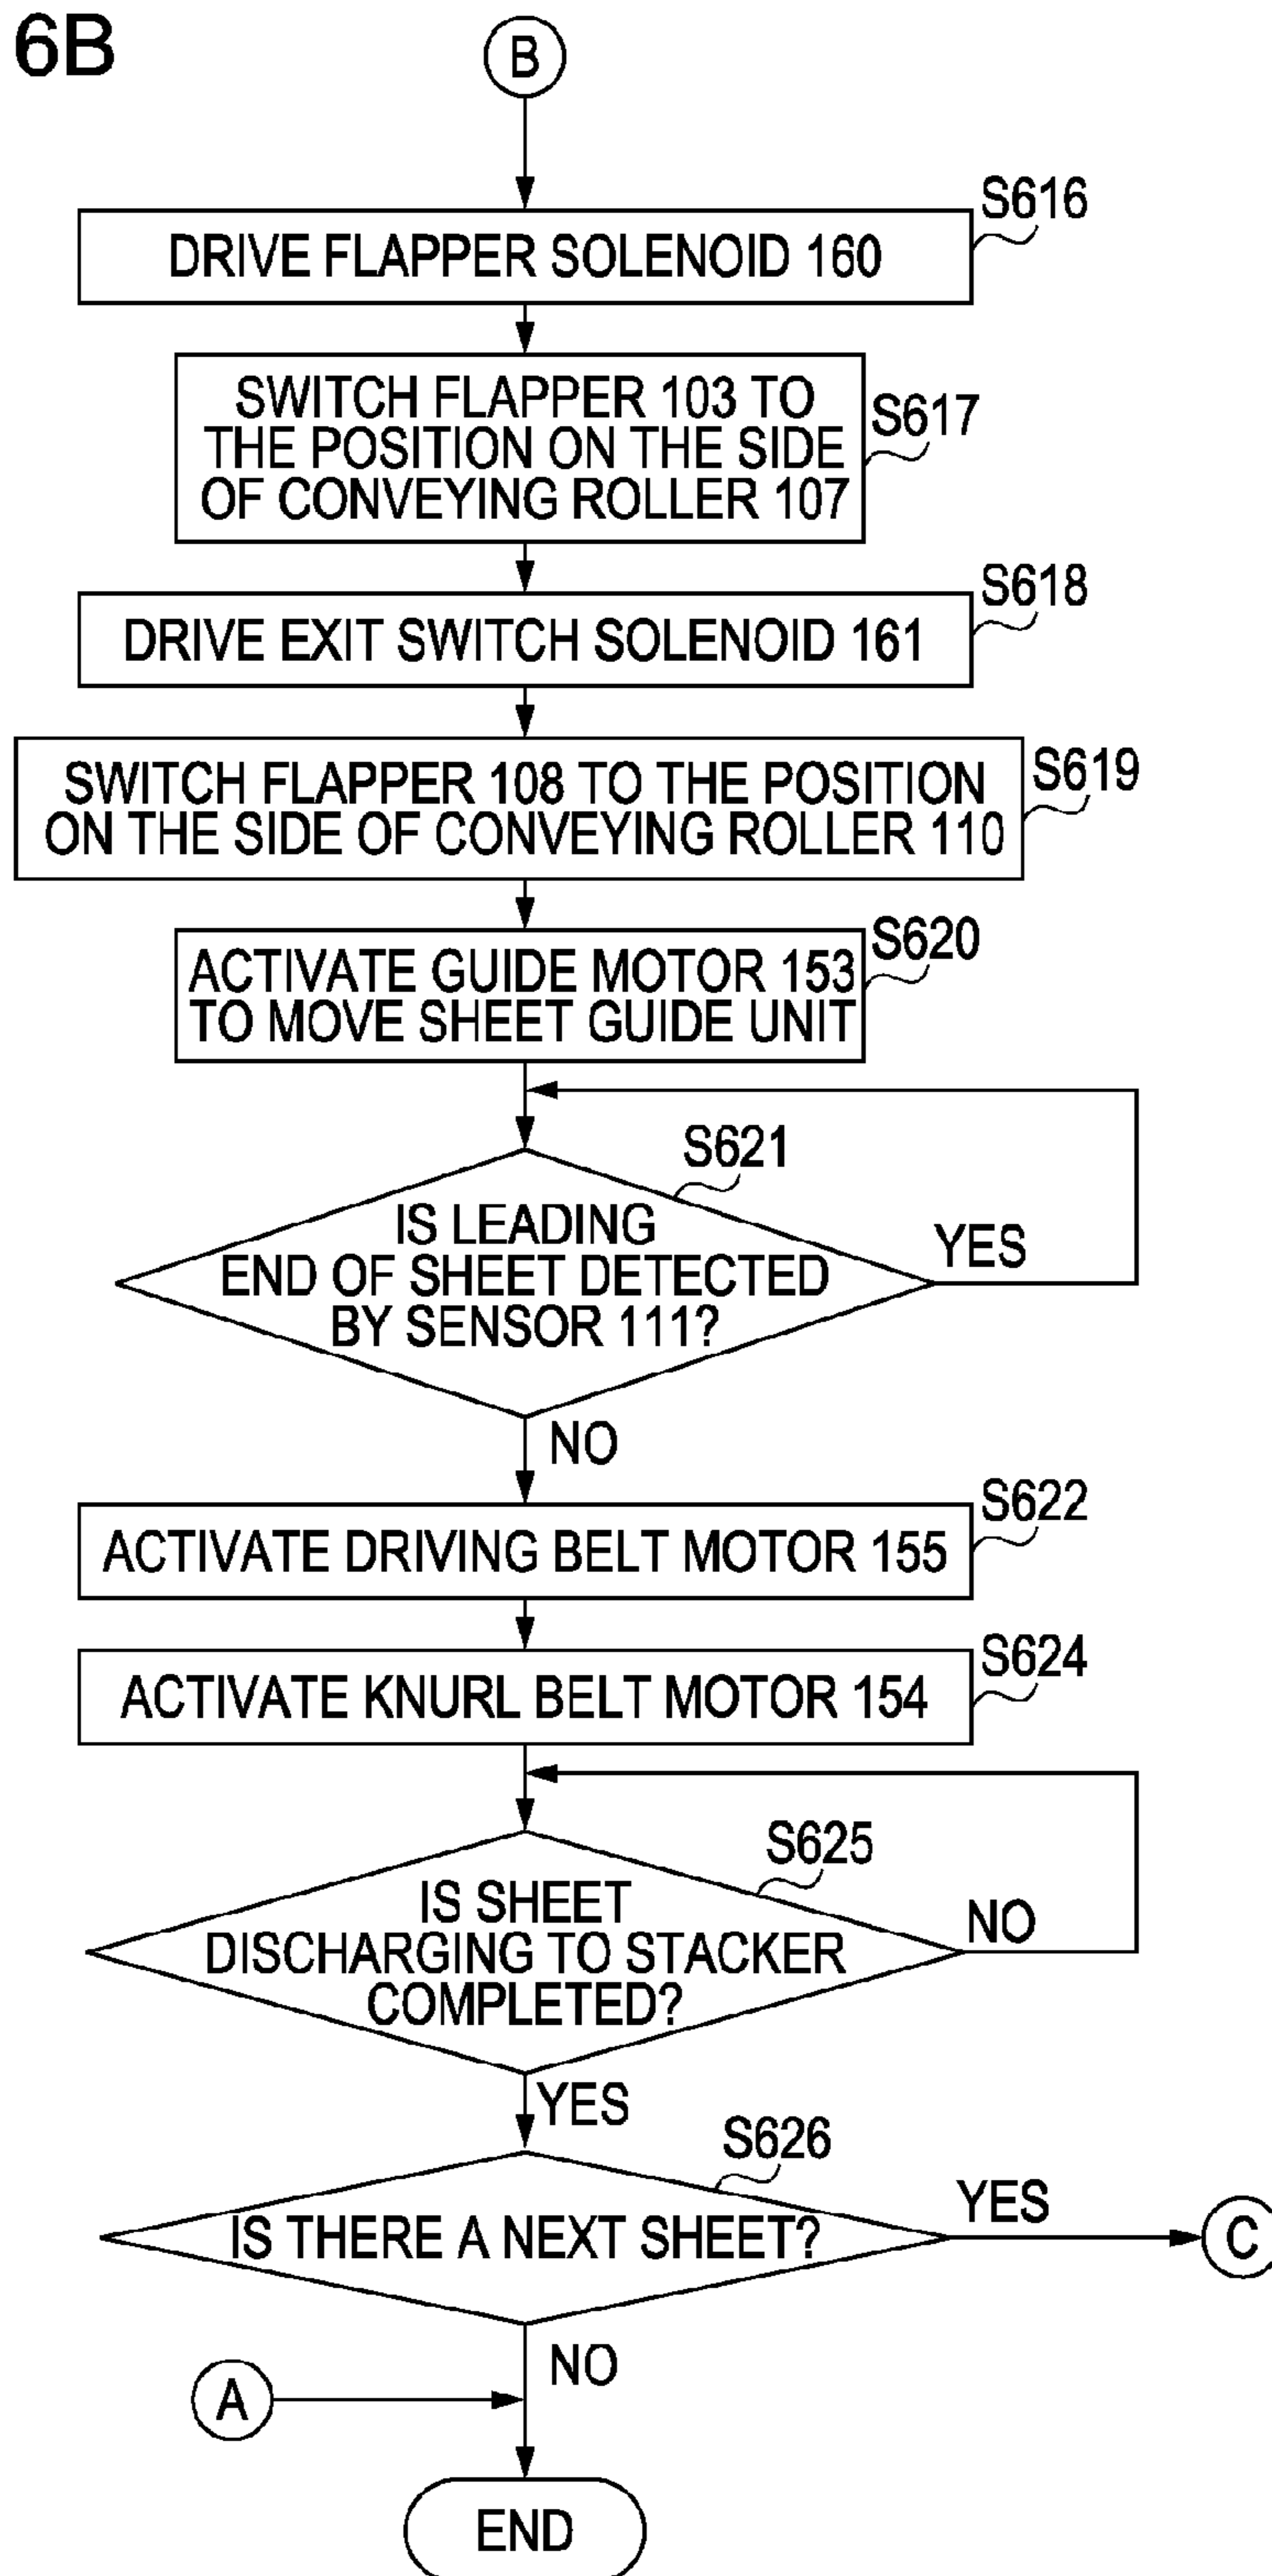 6B
B
S616
DRIVE FLAPPER SOLENOID 160
SWITCH FLAPPER 103 TO
THE POSITION ON THE SIDE
OF CONVEYING ROLLER 107
S617
S618
DRIVE EXIT SWITCH SOLENOID 161
S619
SWITCH FLAPPER 108 TO THE POSITION
ON THE SIDE OF CONVEYING ROLLER 110
S620
ACTIVATE GUIDE MOTOR 153
TO MOVE SHEET GUIDE UNIT
S621
IS LEADING
END OF SHEET DETECTED
BY SENSOR 111?
YES
NO
S622
ACTIVATE DRIVING BELT MOTOR 155
S624
ACTIVATE KNURL BELT MOTOR 154
S625
IS SHEET
DISCHARGING TO STACKER
COMPLETED?
NO
YES
S626
IS THERE A NEXT SHEET?
YES
C
NO
A
END